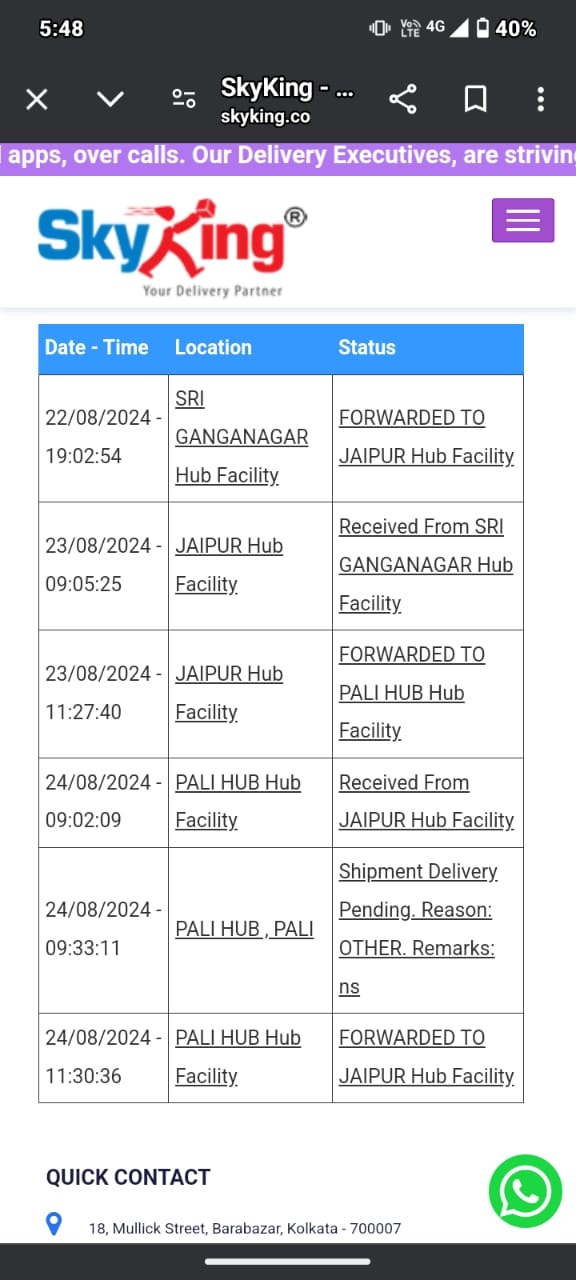 5:48
Vo)) LTE 4G 40%
SkyKing - ...
skyking.co
apps, over calls. Our Delivery Executives, are
SkyKing®
Your Delivery Partner
Date - Time Location Status
22/08/2024 - 19:02:54
SRI GANGANAGAR Hub Facility
FORWARDED TO JAIPUR Hub Facility
23/08/2024 - 09:05:25
JAIPUR Hub Facility
Received From SRI GANGANAGAR Hub Facility
23/08/2024 - 11:27:40
JAIPUR Hub Facility
FORWARDED TO PALI HUB Hub Facility
24/08/2024 - 09:02:09
PALI HUB Hub Facility
Received From JAIPUR Hub Facility
24/08/2024 - 09:33:11
PALI HUB , PALI
Shipment Delivery Pending. Reason: OTHER. Remarks: ns
24/08/2024 - 11:30:36
PALI HUB Hub Facility
FORWARDED TO JAIPUR Hub Facility
QUICK CONTACT
18, Mullick Street, Barabazar, Kolkata - 700007